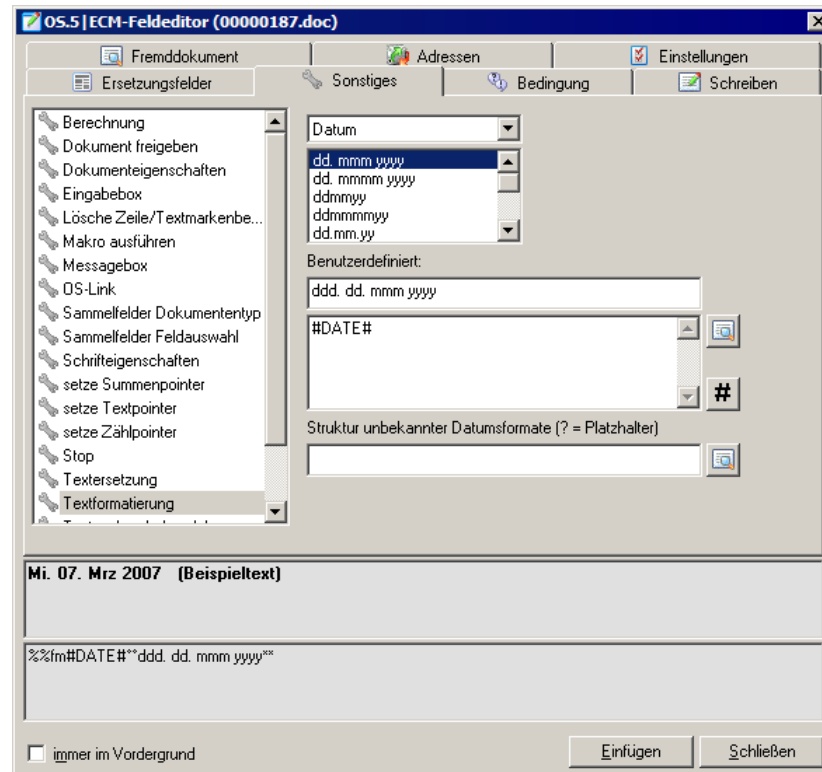 OS.5|ECM-Feldeditor (00000187.doc)
Fremddokument
Adressen
Einstellungen
Ersetzungsfelder
Sonstiges
Bedingung
Schreiben
Berechnung
Dokument freigeben
Dokumenteigenschaften
Eingabebox
Lösche Zeile/Textmarkenbe...
Makro ausführen
Messagebox
OS-Link
Sammelfelder Dokumententyp
Sammelfelder Feldauswahl
Schrifteigenschaften
setze Summenpointer
setze Textpointer
setze Zählpointer
Stop
Textersetzung
Textformatierung
Datum
dd. mmm yyyy
dd. mmmm yyyy
ddmmyy
ddmmmmyy
dd.mm.yy
Benutzerdefiniert:
ddd. dd. mmm yyyy
#DATE#
#
Struktur unbekannter Datumsformate (? = Platzhalter)
Mi. 07. Mrz 2007 (Beispieltext)
%%fm#DATE#**ddd. dd. mmm yyyy**
immer im Vordergrund
Einfügen
Schließen